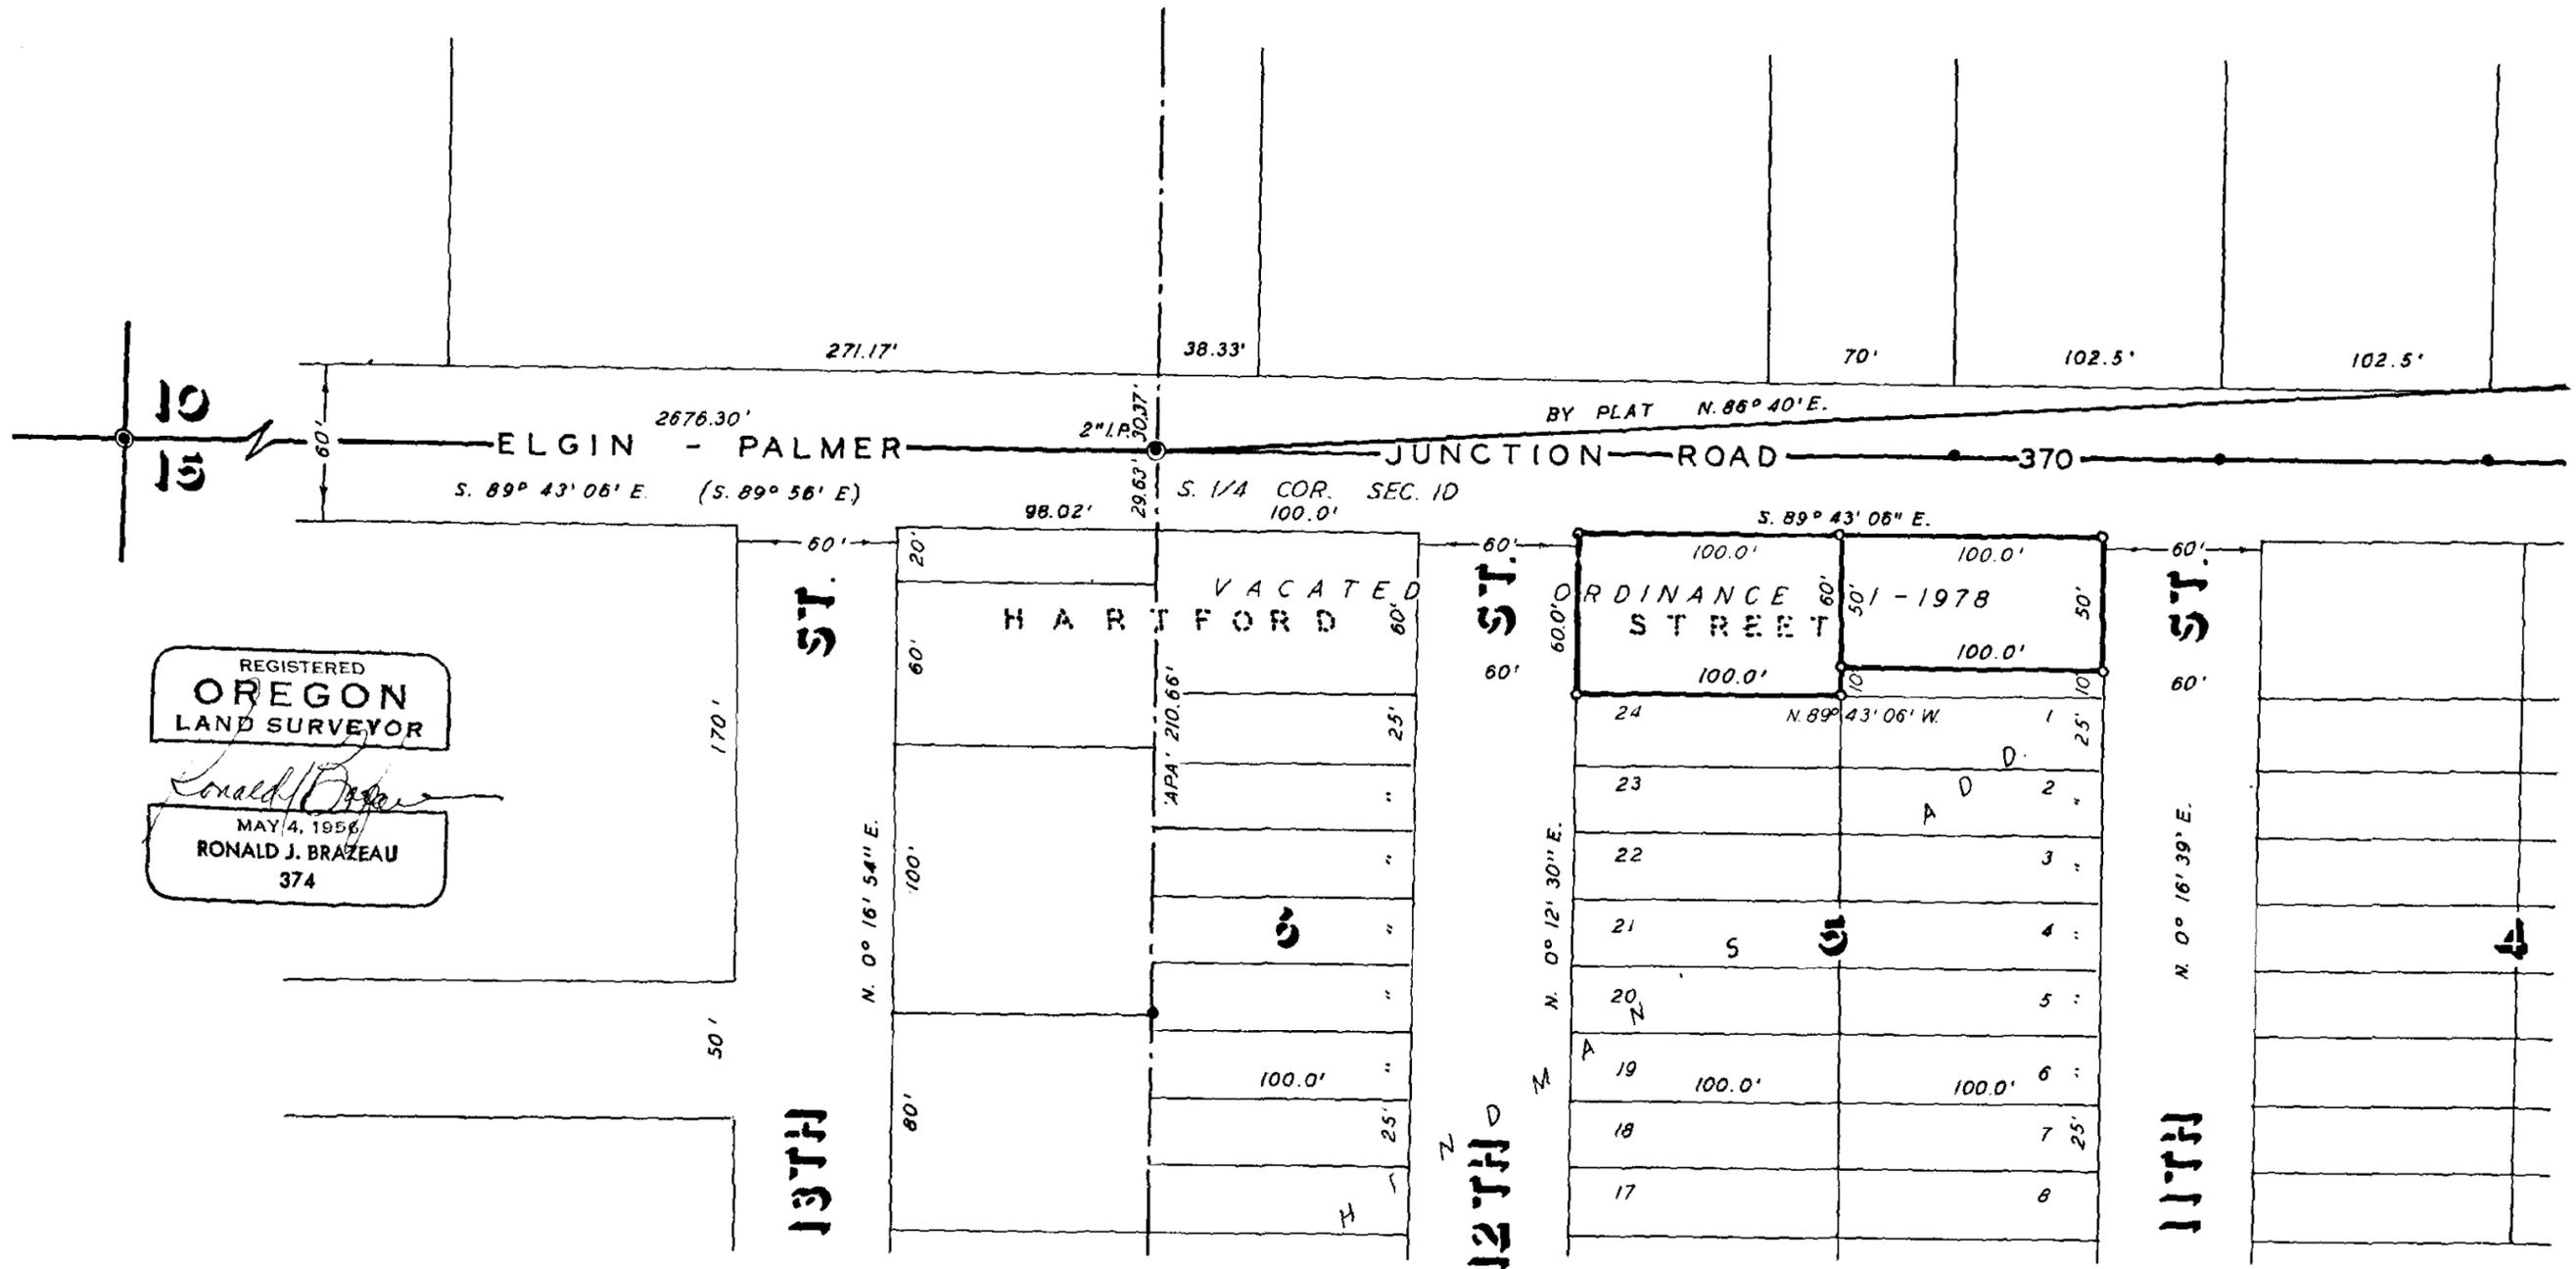 271.17'
38.33'
70'
102.5'
102.5'
10
15
60'
2676.30'
2" I.P.
30.37'
BY PLAT N. 86° 40' E.
ELGIN - PALMER JUNCTION ROAD 370
S. 89° 43' 06' E. (S. 89° 56' E.)
29.63'
S. 1/4 COR. SEC. 10
98.02'
100.0'
S. 89° 43' 06" E.
60'
20'
60'
100.0'
100.0'
60'
ST.
ST.
ST.
VACATED ORDINANCE 1-1978
HARTFORD STREET
60'
60.0'
60'
50'
50'
60'
60'
100.0'
100.0'
60'
10'
10'
REGISTERED
OREGON
LAND SURVEYOR
MAY 4, 1956
RONALD J. BRAZEAU
374
170'
'APA' 210.66'
25'
24
N. 89° 43' 06' W.
1
25'
23
2 "
22
3 "
21
4 "
20
5 "
19
6 "
18
7
25'
17
8
"
"
"
"
"
N. 0° 16' 54" E.
100'
N. 0° 12' 30" E.
N. 0° 16' 39" E.
5
4
50'
80'
100.0'
100.0'
100.0'
25'
HINDMAN S ADD.
13TH
12TH
11TH